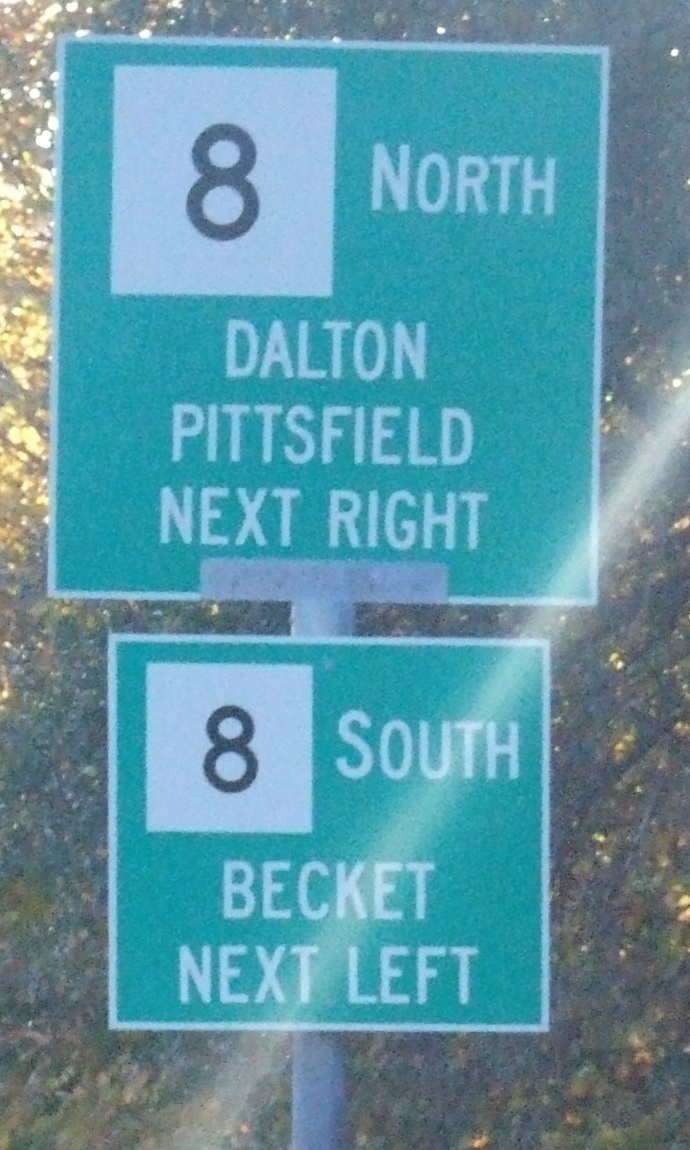 8 NORTH
DALTON
PITTSFIELD
NEXT RIGHT
8 SOUTH
BECKET
NEXT LEFT